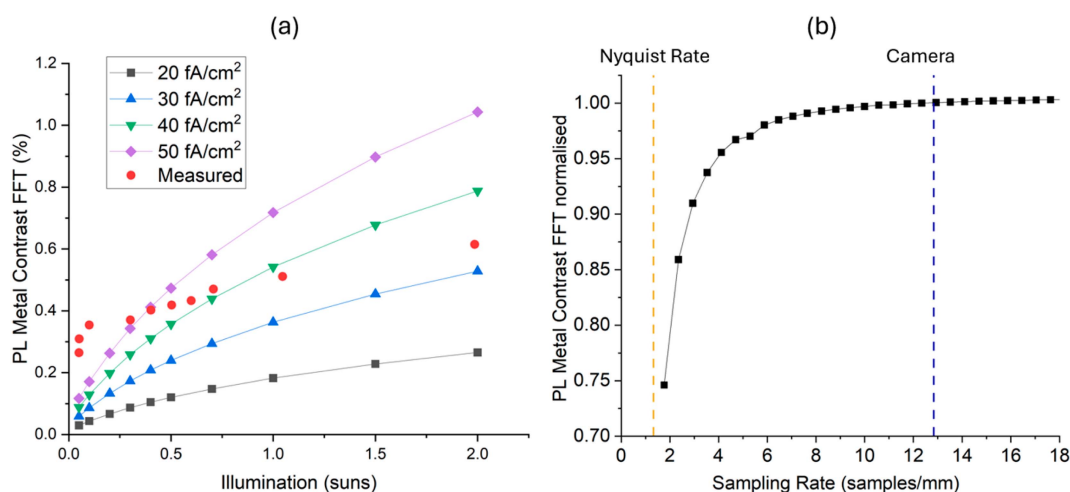 (a)
PL Metal Contrast FFT (%)
1.2
1.0
0.8
0.6
0.4
0.2
0.0
20 fA/cm²
30 fA/cm²
40 fA/cm²
50 fA/cm²
Measured
0.0 0.5 1.0 1.5 2.0
Illumination (suns)
(b)
Nyquist Rate Camera
PL Metal Contrast FFT normalised
1.00
0.95
0.90
0.85
0.80
0.75
0.70
0 2 4 6 8 10 12 14 16 18
Sampling Rate (samples/mm)